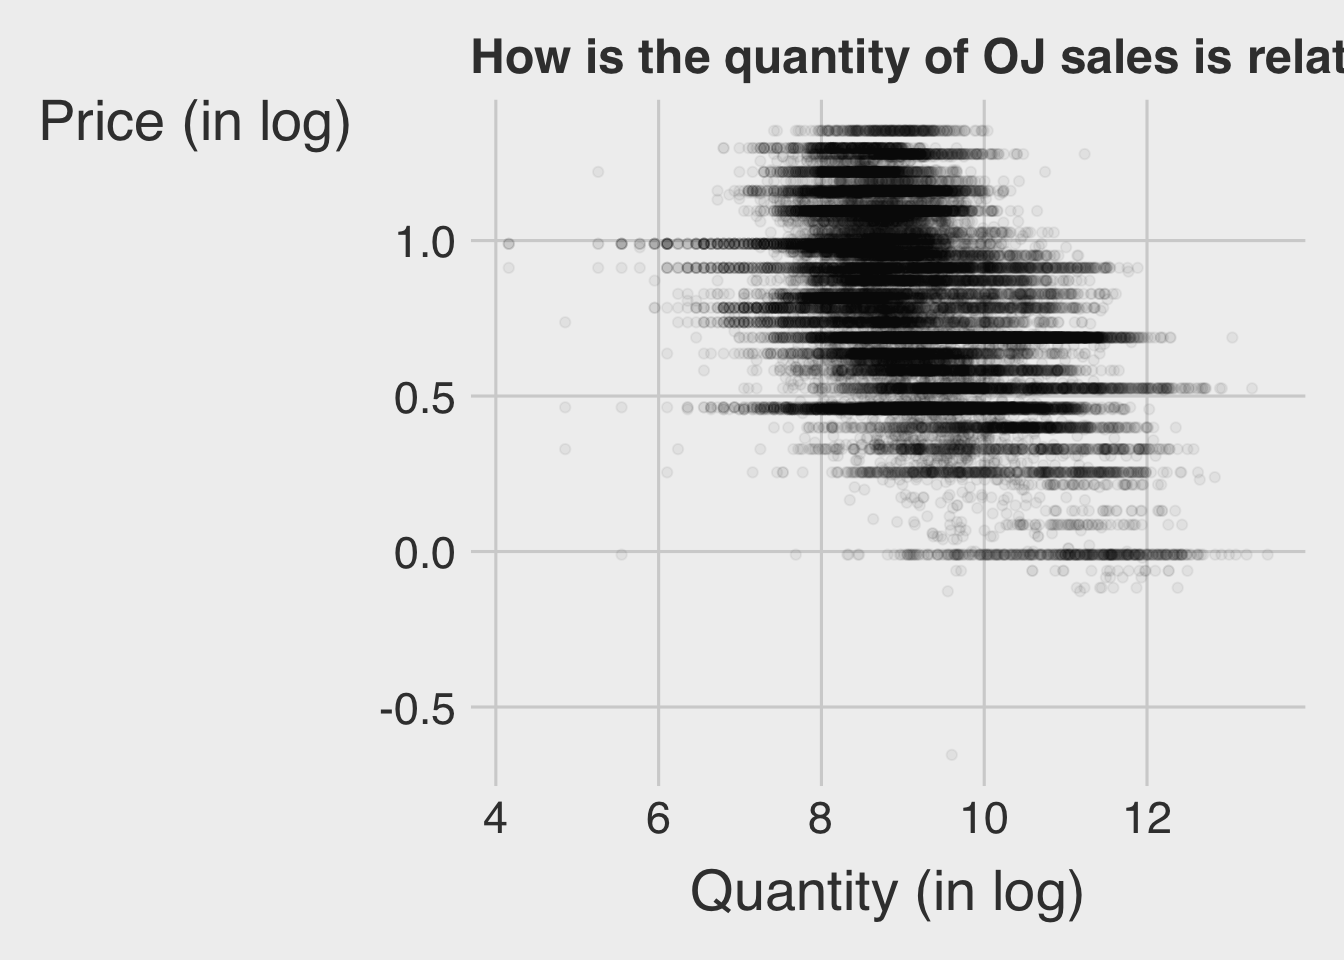 How is the quantity of OJ sales is relat
Price (in log)
1.0
0.5
0.0
-0.5
4 6 8 10 12
Quantity (in log)